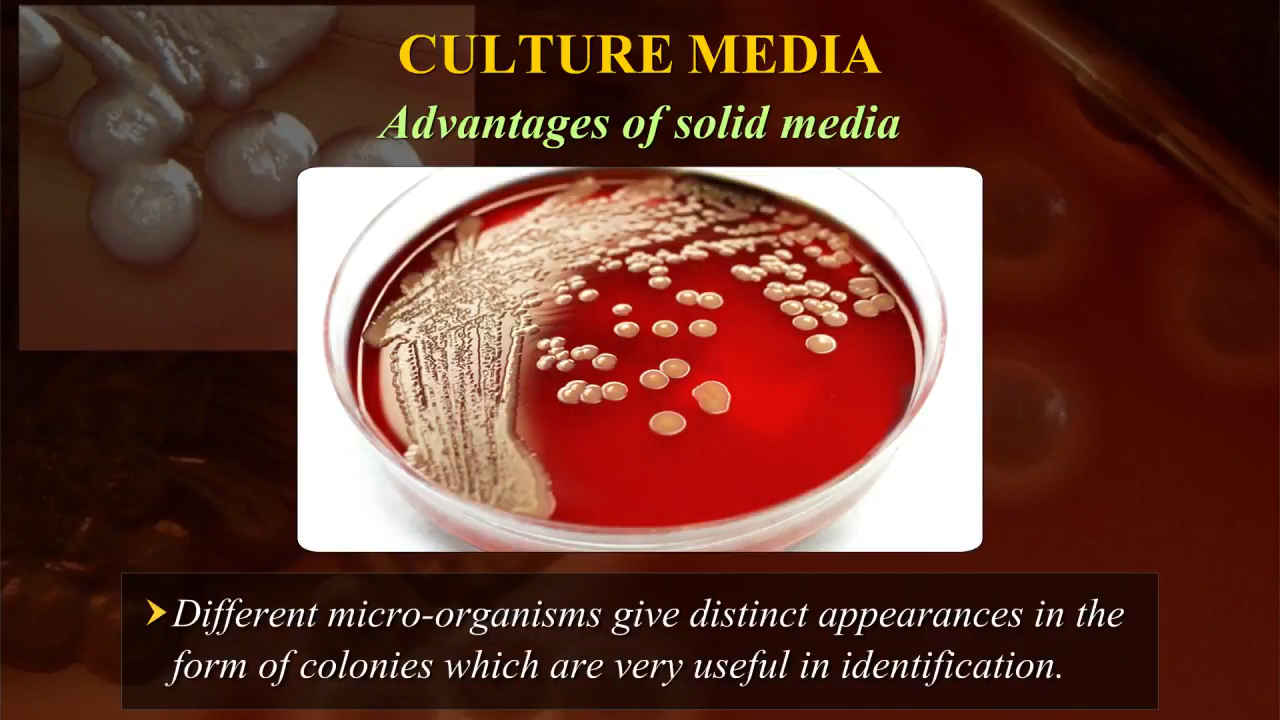 CULTURE MEDIA
Advantages of solid media
Different micro-organisms give distinct appearances in the
form of colonies which are very useful in identification.